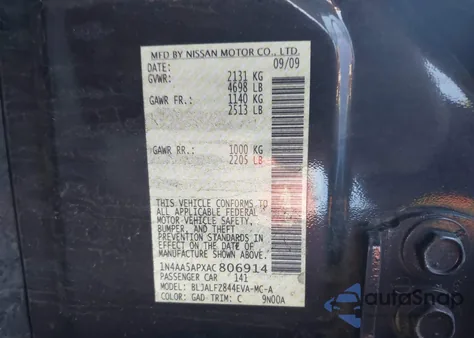 MFD BY NISSAN MOTOR CO., LTD.
DATE: 09/09
GVWR: 2131 KG
4698 LB
GAWR FR.: 1140 KG
2513 LB
GAWR RR.: 1000 KG
2205 LB
THIS VEHICLE CONFORMS TO
ALL APPLICABLE FEDERAL
MOTOR VEHICLE SAFETY,
BUMPER, AND THEFT
PREVENTION STANDARDS IN
EFFECT ON THE DATE OF
MANUFACTURE SHOWN ABOVE.
1N4AA5APXAC806914
PASSENGER CAR 141
MODEL: BLJALFZ844EVA-MC-A
COLOR: GAD TRIM: C 9N00A
AutoSnap